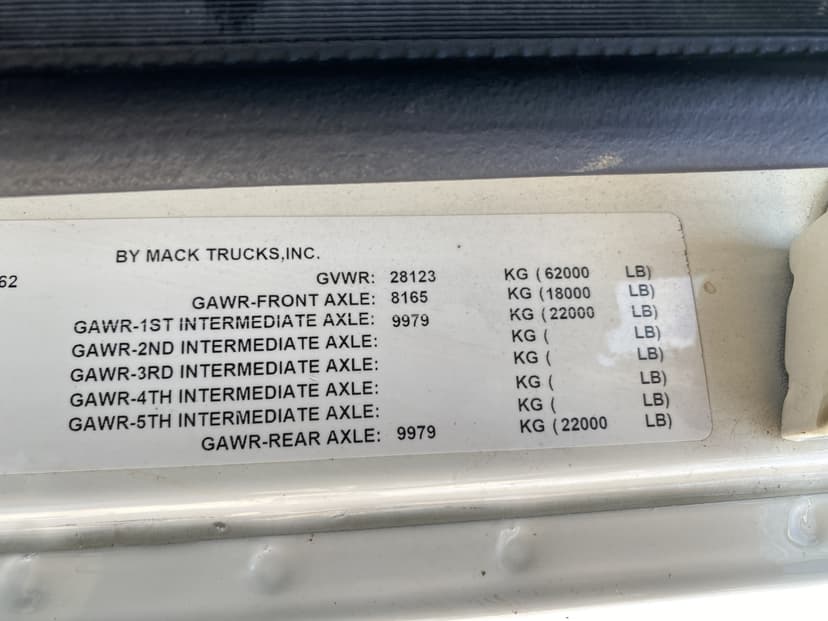 BY MACK TRUCKS,INC.
62
GVWR: 28123 KG (62000 LB)
GAWR-FRONT AXLE: 8165 KG (18000 LB)
GAWR-1ST INTERMEDIATE AXLE: 9979 KG (22000 LB)
GAWR-2ND INTERMEDIATE AXLE: KG ( LB)
GAWR-3RD INTERMEDIATE AXLE: KG ( LB)
GAWR-4TH INTERMEDIATE AXLE: KG ( LB)
GAWR-5TH INTERMEDIATE AXLE: KG ( LB)
GAWR-REAR AXLE: 9979 KG (22000 LB)